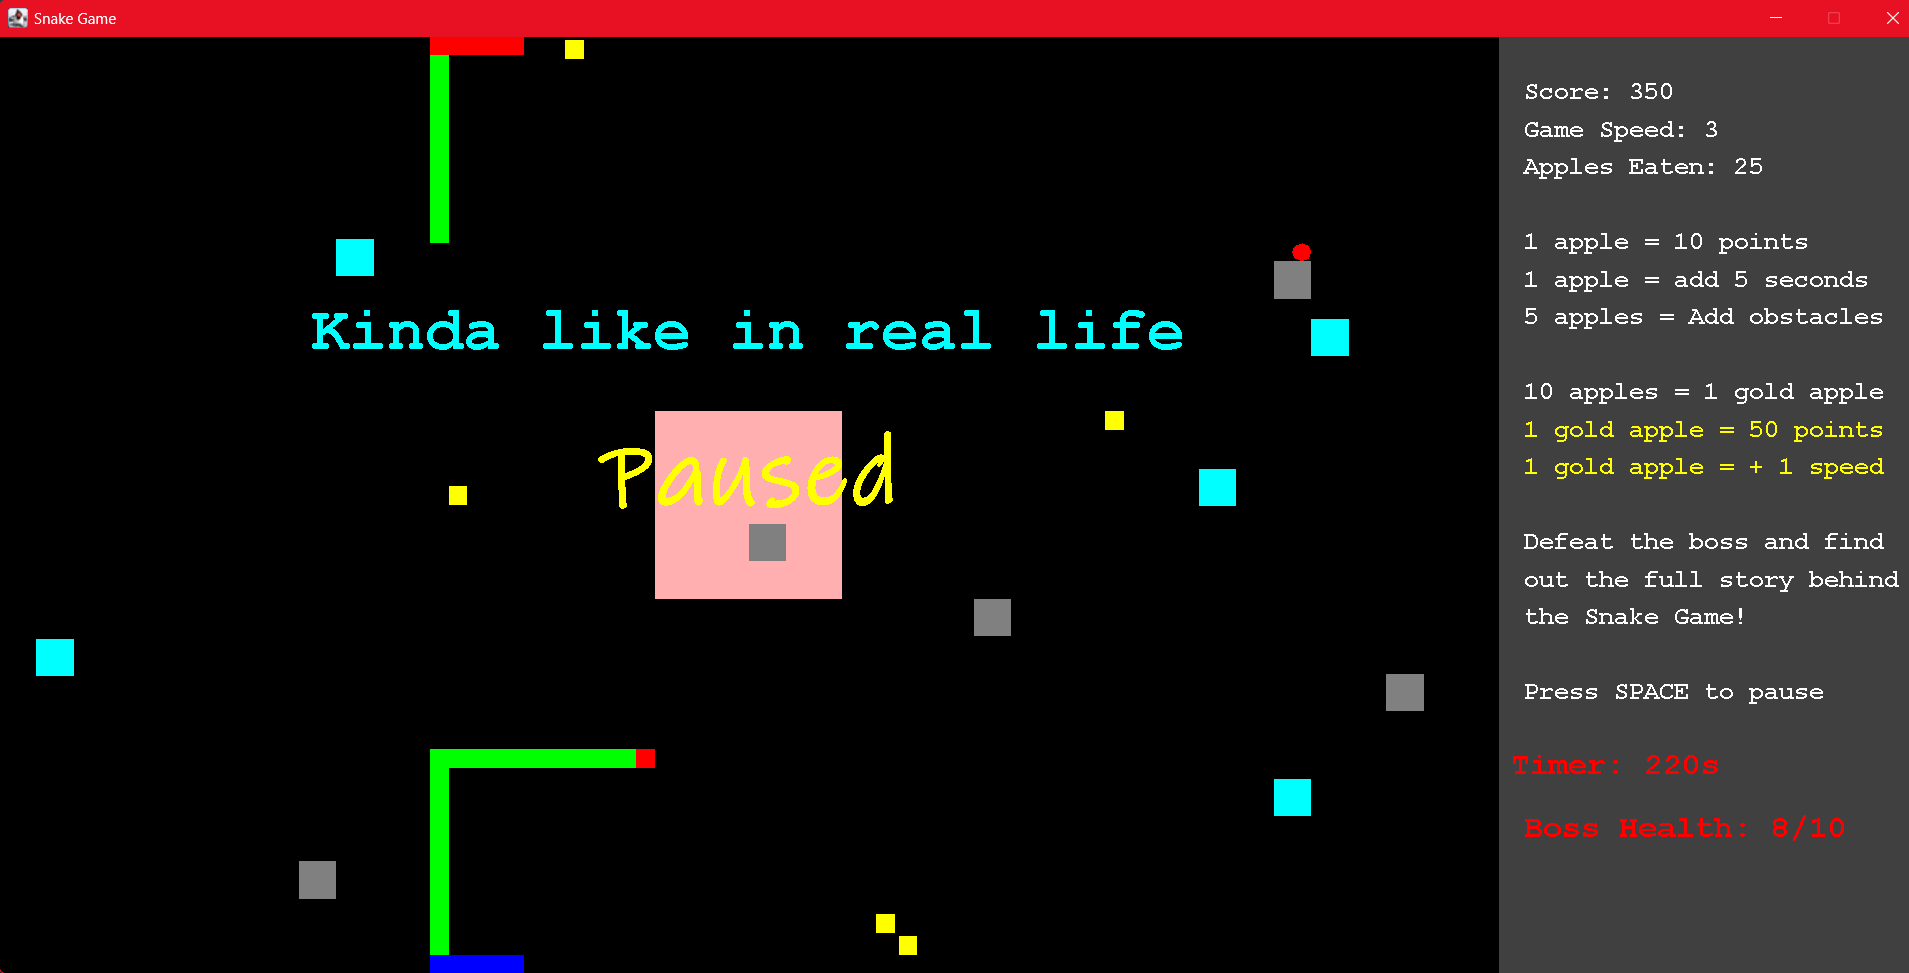 Snake Game
Kinda like in real life
Paused
Score: 350
Game Speed: 3
Apples Eaten: 25
1 apple = 10 points
1 apple = add 5 seconds
5 apples = Add obstacles
10 apples = 1 gold apple
1 gold apple = 50 points
1 gold apple = + 1 speed
Defeat the boss and find
out the full story behind
the Snake Game!
Press SPACE to pause
Timer: 220s
Boss Health: 8/10